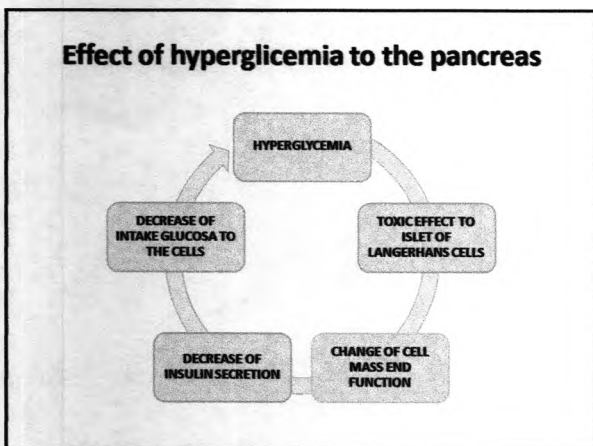 Effect of hyperglicemia to the pancreas
HYPERGLYCEMIA
TOXIC EFFECT TO
ISLET OF
LANGERHANS CELLS
CHANGE OF CELL
MASS END
FUNCTION
DECREASE OF
INSULIN SECRETION
DECREASE OF
INTAKE GLUCOSA TO
THE CELLS